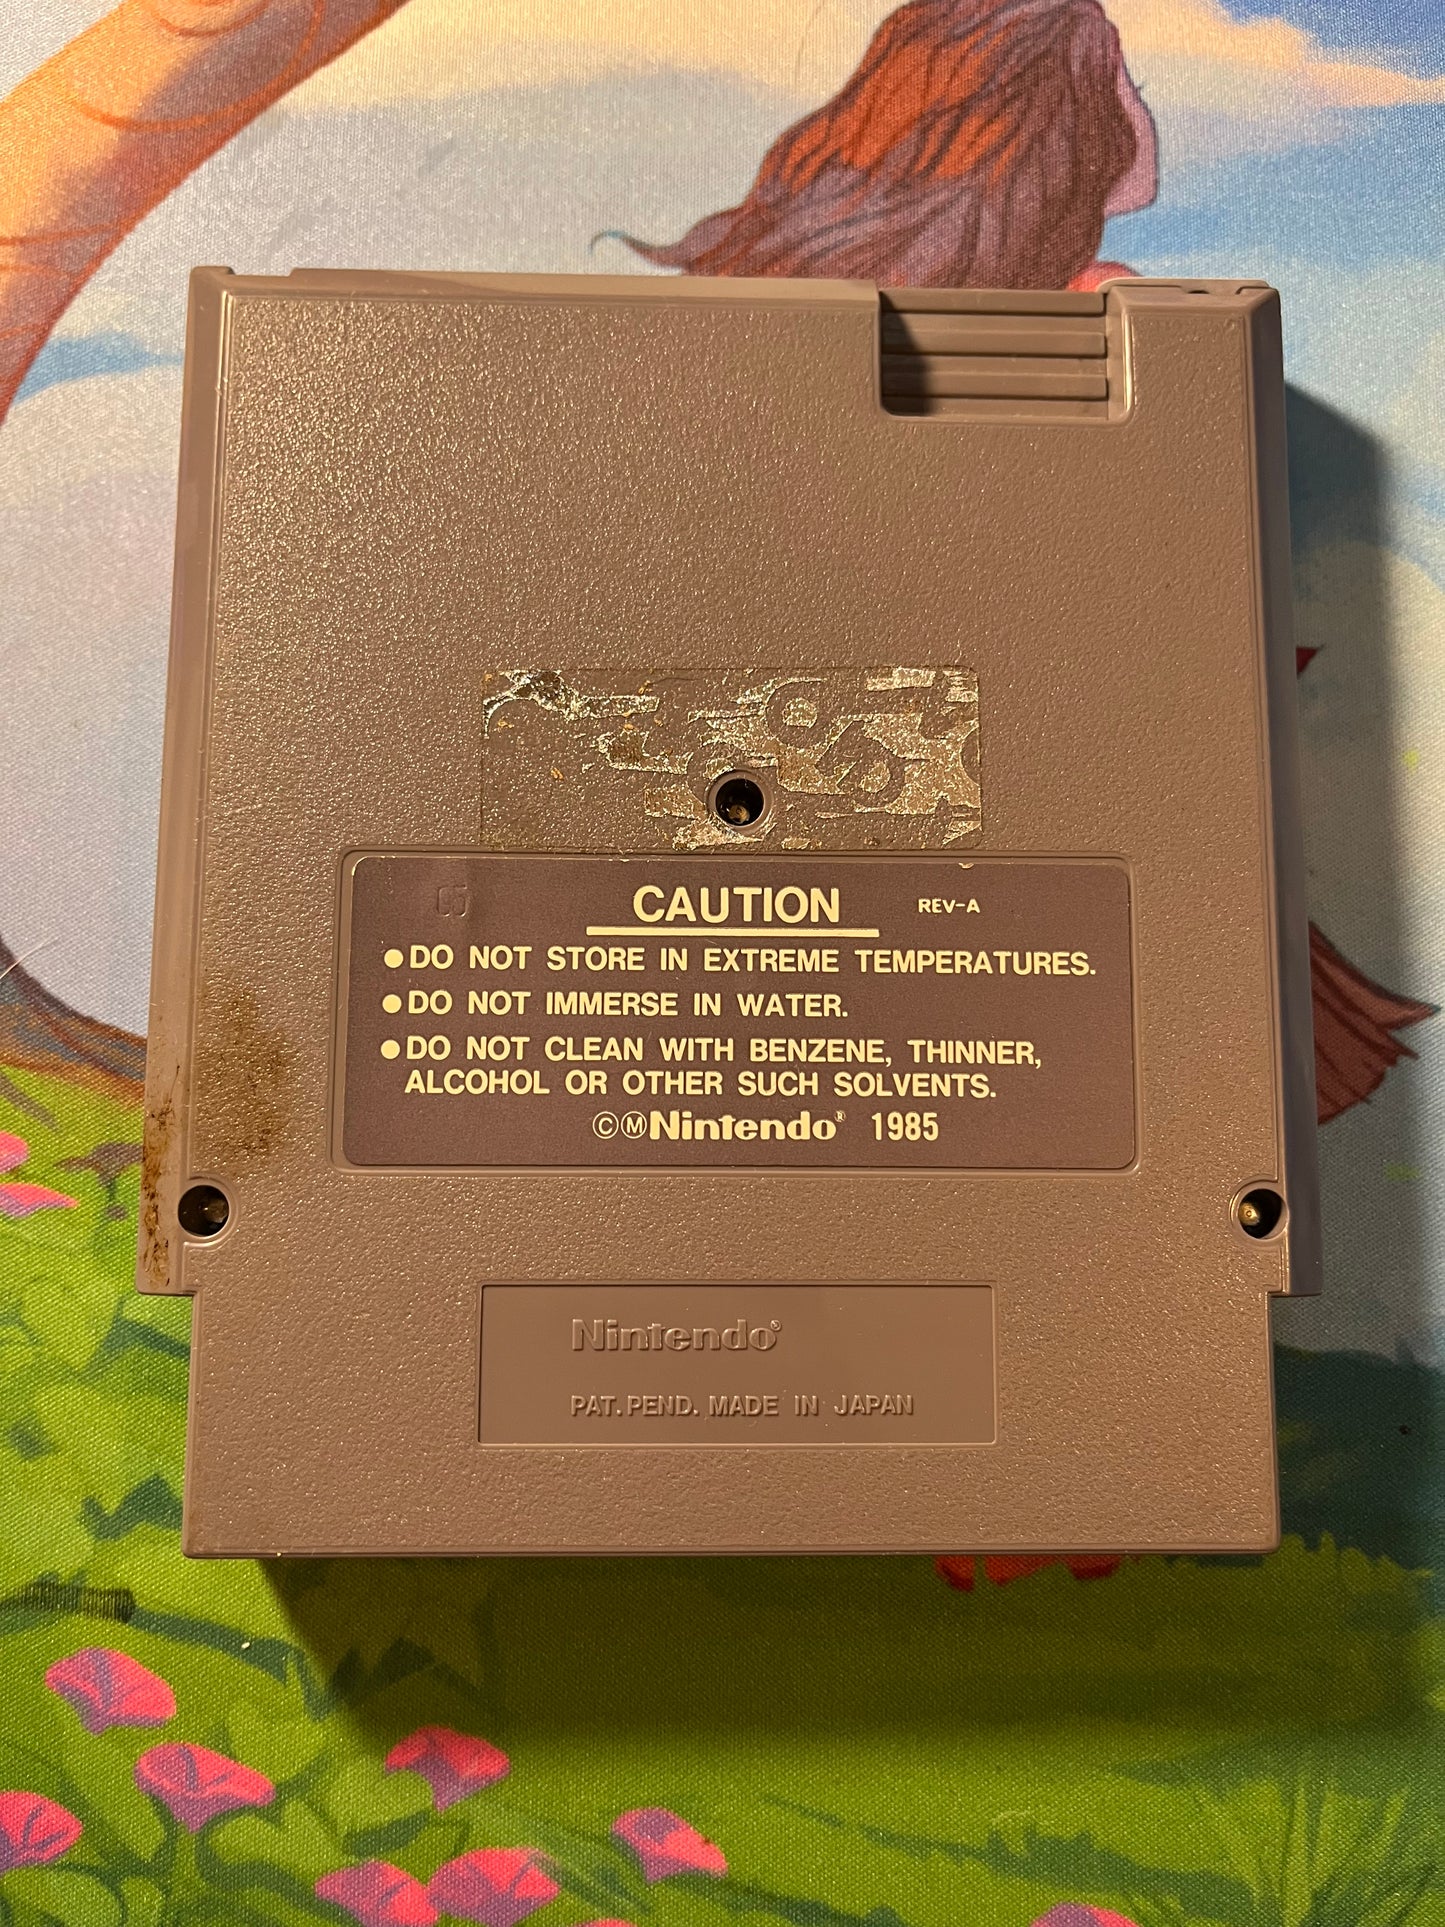 CAUTION REV-A
●DO NOT STORE IN EXTREME TEMPERATURES.
●DO NOT IMMERSE IN WATER.
●DO NOT CLEAN WITH BENZENE, THINNER,
ALCOHOL OR OTHER SUCH SOLVENTS.
©ⓂNintendo® 1985
Nintendo®
PAT. PEND. MADE IN JAPAN